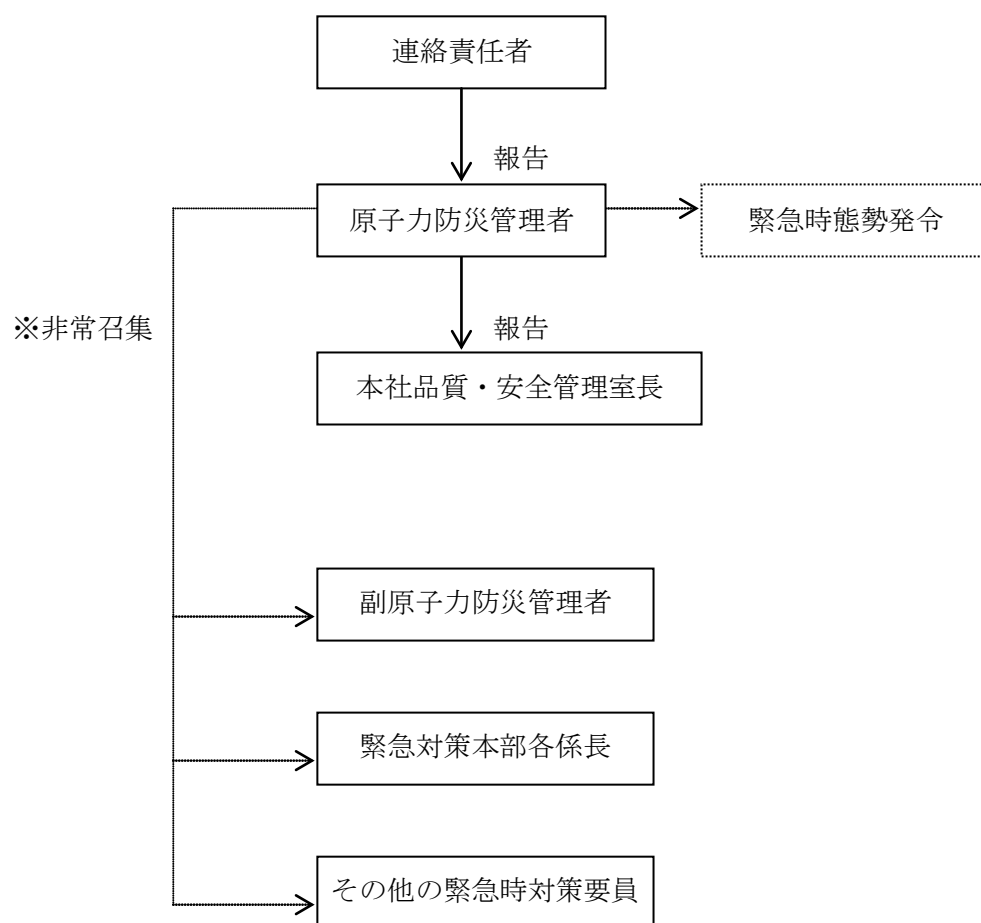 連絡責任者
報告
原子力防災管理者
緊急時態勢発令
※非常召集
報告
本社品質・安全管理室長
副原子力防災管理者
緊急対策本部各係長
その他の緊急時対策要員